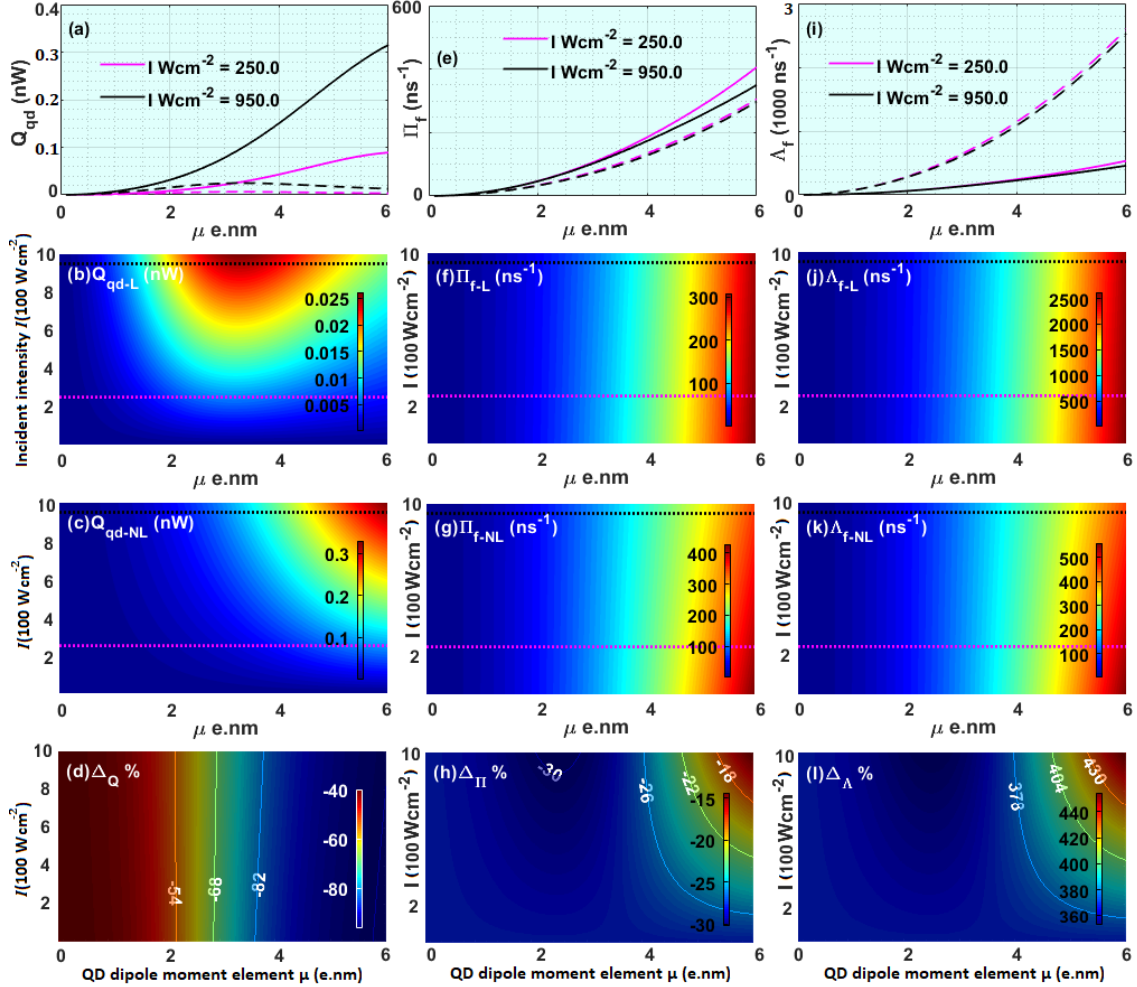 (a)
Q_qd (nW)
0.4
0.3
0.2
0.1
0
I Wcm^-2 = 250.0
I Wcm^-2 = 950.0
0 2 4 6
μ e.nm
(e)
Π_f (ns^-1)
600
0
I Wcm^-2 = 250.0
I Wcm^-2 = 950.0
0 2 4 6
μ e.nm
(i)
Λ_f (1000 ns^-1)
3
0
I Wcm^-2 = 250.0
I Wcm^-2 = 950.0
0 2 4 6
μ e.nm
(b) Q_qd-L (nW)
Incident intensity I(100 Wcm^-2)
10
8
6
4
2
0.025
0.02
0.015
0.01
0.005
0 2 4 6
μ e.nm
(f) Π_f-L (ns^-1)
I (100 Wcm^-2)
10
2
300
200
100
0 2 4 6
μ e.nm
(j) Λ_f-L (ns^-1)
I (100 Wcm^-2)
10
2
2500
2000
1500
1000
500
0 2 4 6
μ e.nm
(c) Q_qd-NL (nW)
I(100 Wcm^-2)
10
8
6
4
2
0.3
0.2
0.1
0 2 4 6
μ e.nm
(g) Π_f-NL (ns^-1)
I (100 Wcm^-2)
10
2
400
300
200
100
0 2 4 6
μ e.nm
(k) Λ_f-NL (ns^-1)
I (100 Wcm^-2)
10
2
500
400
300
200
100
0 2 4 6
μ e.nm
(d) Δ_Q %
I(100 Wcm^-2)
10
8
6
4
2
-54
-68
-82
-40
-60
-80
0 2 4 6
QD dipole moment element μ (e.nm)
(h) Δ_Π %
I (100 Wcm^-2)
10
2
-30
-26
-22
-18
-15
-20
-25
-30
0 2 4 6
QD dipole moment element μ (e.nm)
(l) Δ_Λ %
I (100 Wcm^-2)
10
2
378
404
430
440
420
400
380
360
0 2 4 6
QD dipole moment element μ (e.nm)